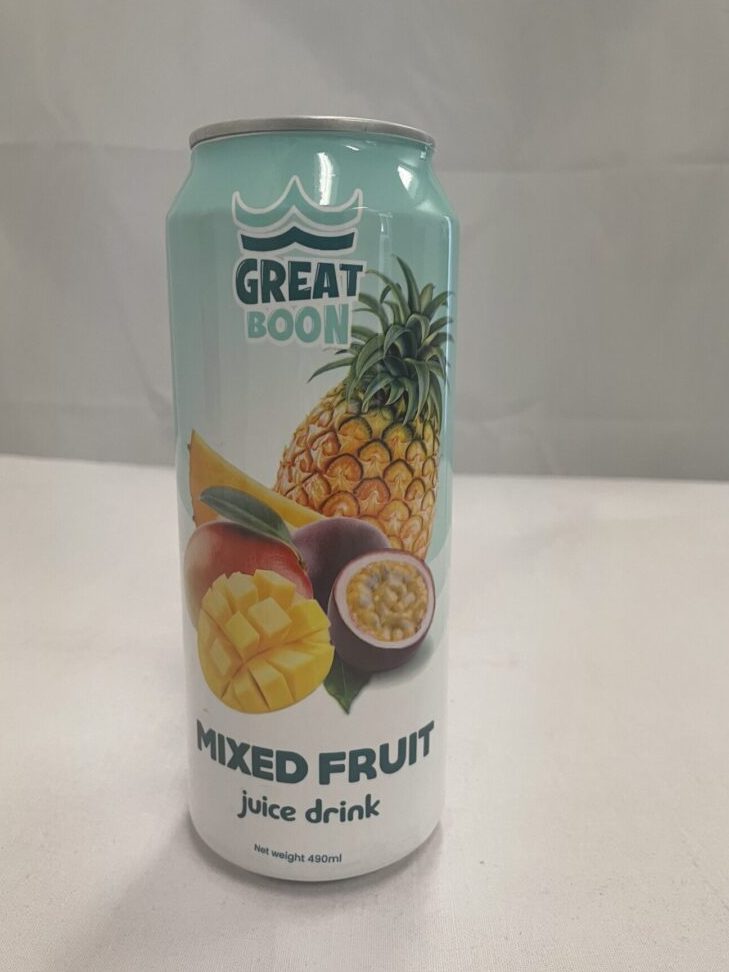 GREAT
BOON
MIXED FRUIT
juice drink
Net weight 490ml